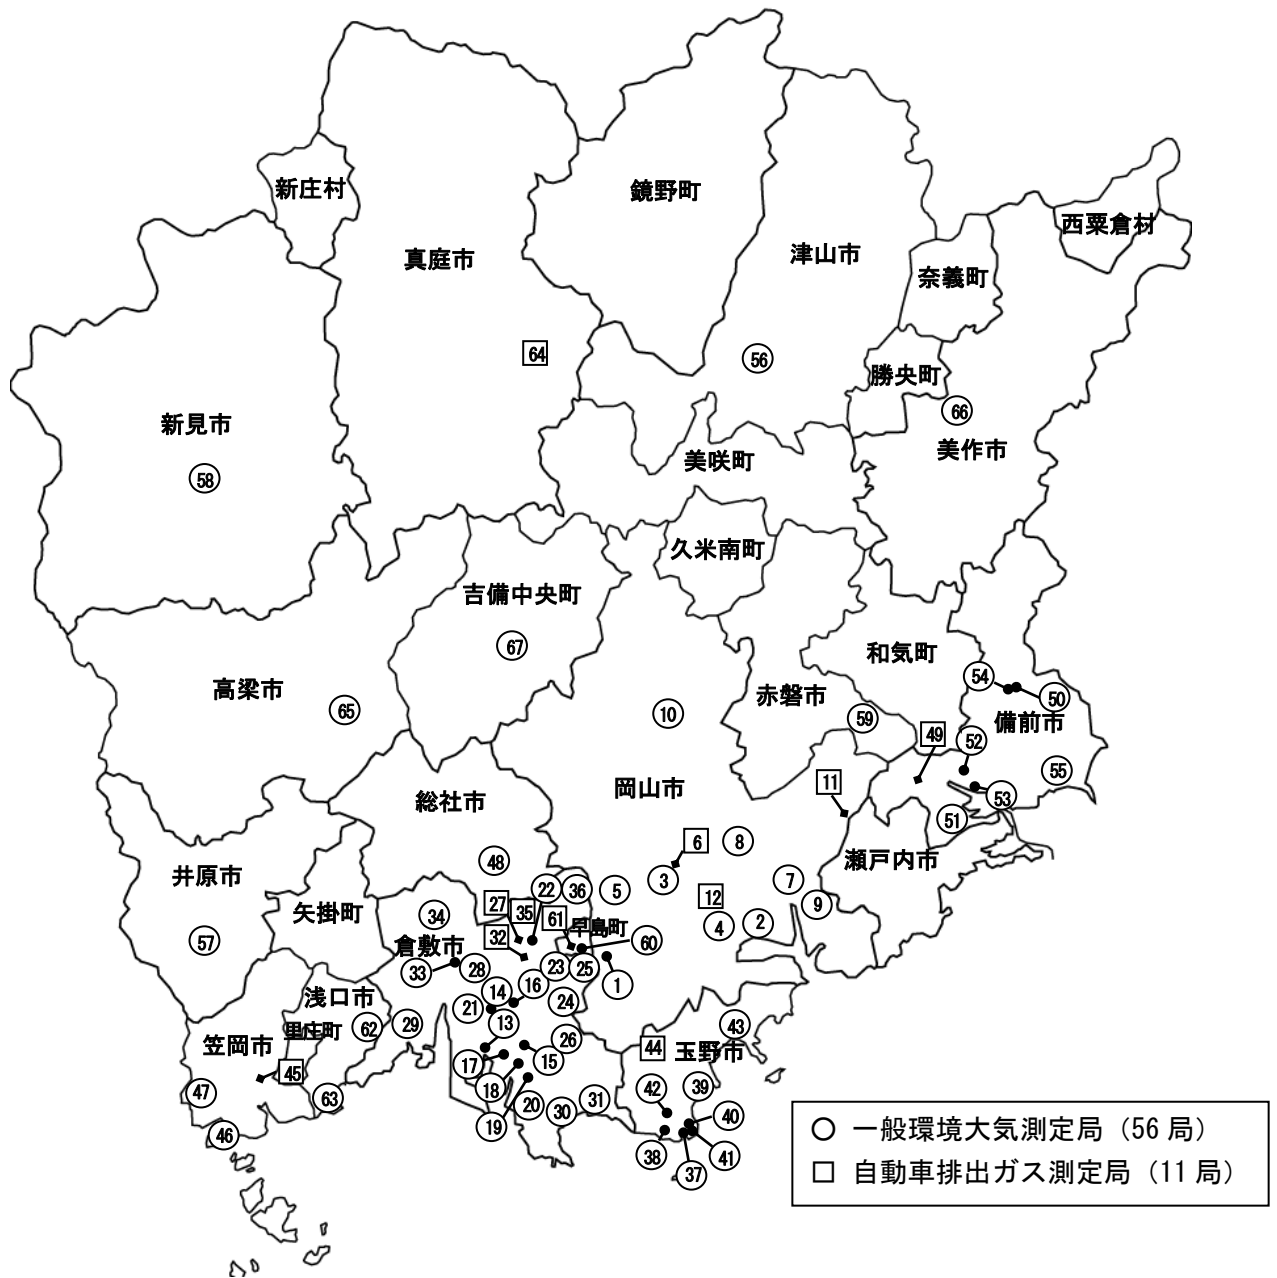 新庄村
鏡野町
西粟倉村
真庭市
津山市
奈義町
64
56
勝央町
66
新見市
美作市
美咲町
58
久米南町
吉備中央町
67
和気町
54
50
高梁市
65
10
赤磐市
59
備前市
49
52
55
11
53
51
岡山市
総社市
6
8
瀬戸内市
井原市
48
3
7
9
22
36
5
12
27
35
61
早島町
4
2
矢掛町
34
57
倉敷市
32
60
33
28
23
25
1
14
16
浅口市
21
24
13
里庄町
62
29
43
笠岡市
26
44
玉野市
17
15
45
18
47
63
42
39
20
30
31
40
19
46
38
41
37
一般環境大気測定局（56 局）
自動車排出ガス測定局（11 局）